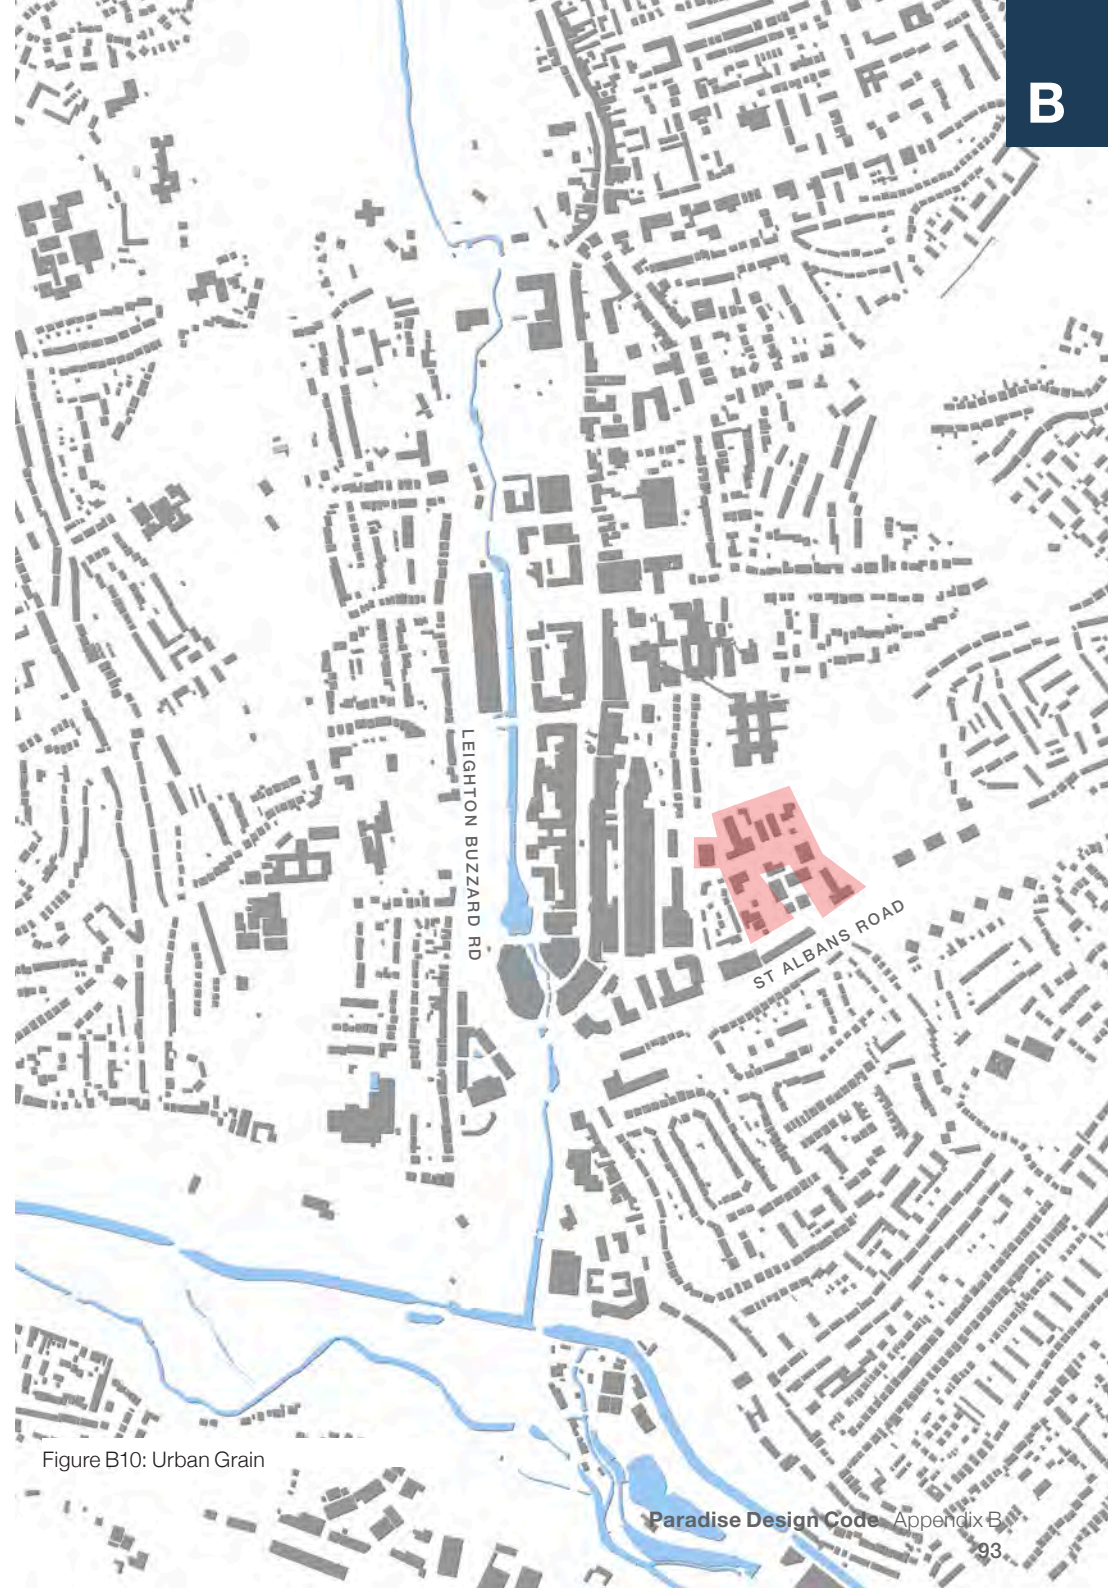 B
LEIGHTON BUZZARD RD
ST ALBANS ROAD
Figure B10: Urban Grain
Paradise Design Code Appendix B
93